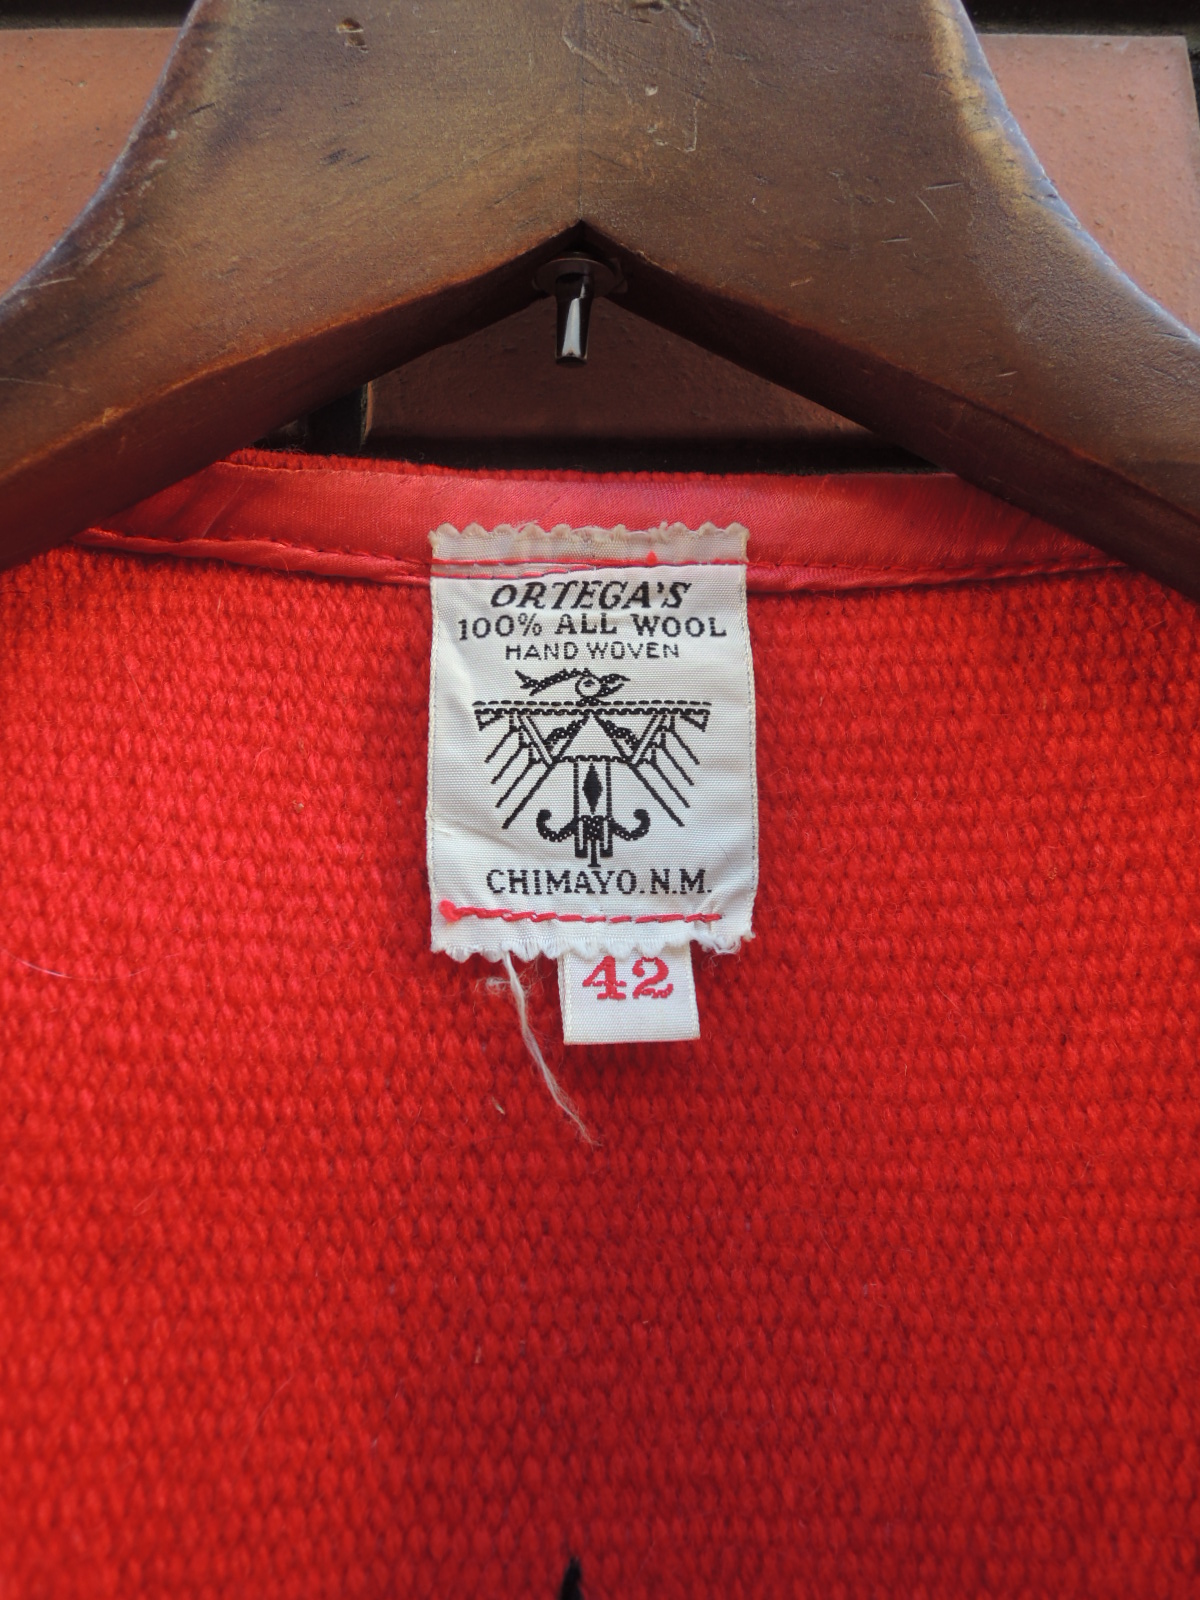 ORTEGA'S
100% ALL WOOL
HAND WOVEN
CHIMAYO. N.M.
42